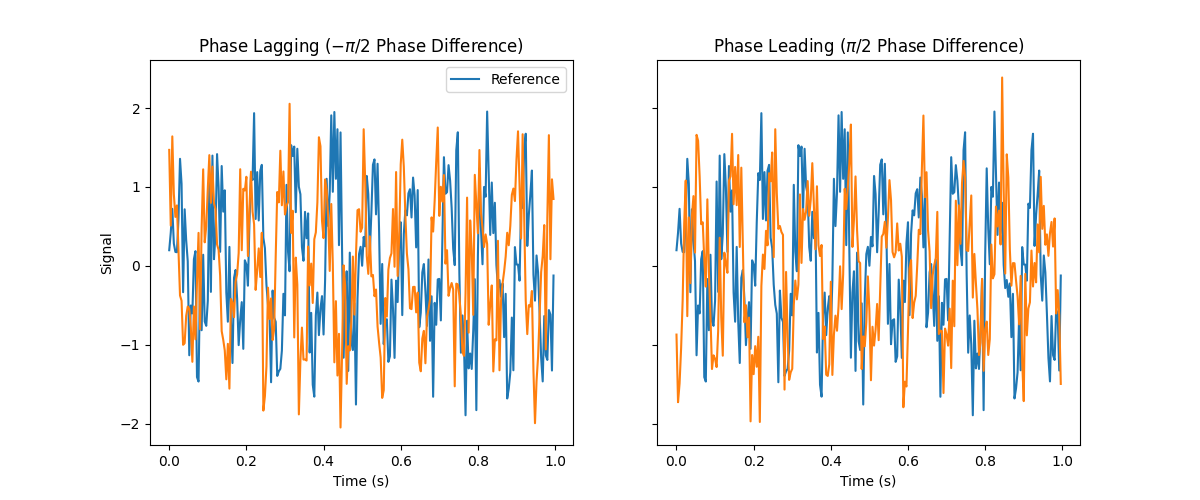 Phase Lagging (−π/2 Phase Difference)
Phase Leading (π/2 Phase Difference)
Reference
Signal
2
1
0
−1
−2
0.0 0.2 0.4 0.6 0.8 1.0
0.0 0.2 0.4 0.6 0.8 1.0
Time (s)
Time (s)